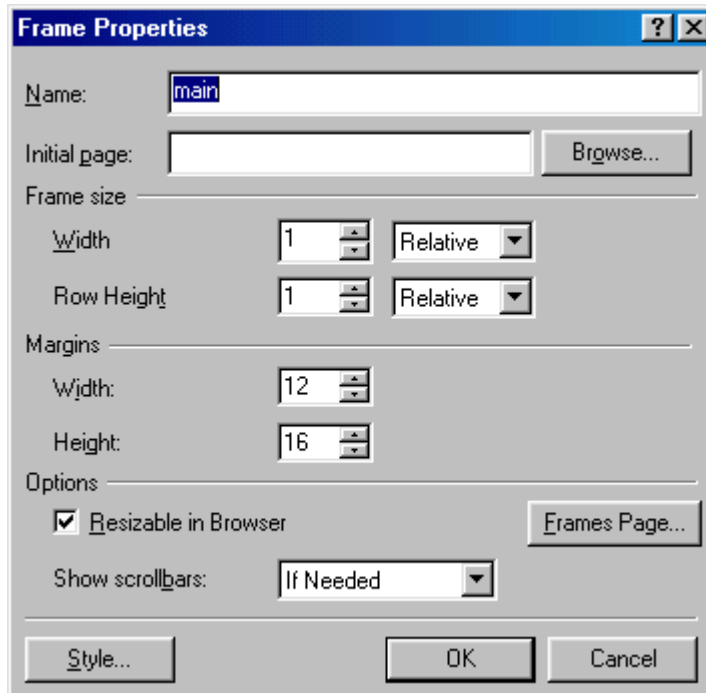 Frame Properties ? X
Name: main
Initial page: Browse...
Frame size
Width 1 Relative
Row Height 1 Relative
Margins
Width: 12
Height: 16
Options
Resizable in Browser Frames Page...
Show scrollbars: If Needed
Style... OK Cancel